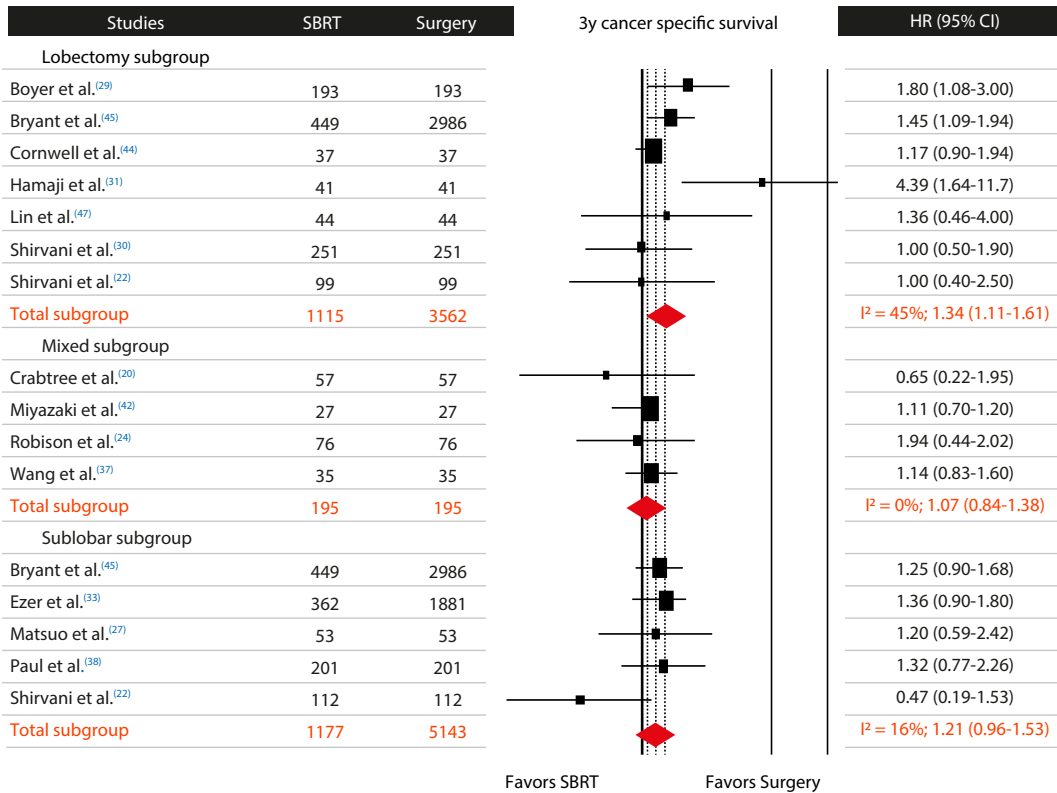 Studies SBRT Surgery 3y cancer specific survival HR (95% CI)
Lobectomy subgroup
Boyer et al.(29) 193 193 1.80 (1.08-3.00)
Bryant et al.(45) 449 2986 1.45 (1.09-1.94)
Cornwell et al.(44) 37 37 1.17 (0.90-1.94)
Hamaji et al.(31) 41 41 4.39 (1.64-11.7)
Lin et al.(47) 44 44 1.36 (0.46-4.00)
Shirvani et al.(30) 251 251 1.00 (0.50-1.90)
Shirvani et al.(22) 99 99 1.00 (0.40-2.50)
Total subgroup 1115 3562 I² = 45%; 1.34 (1.11-1.61)
Mixed subgroup
Crabtree et al.(20) 57 57 0.65 (0.22-1.95)
Miyazaki et al.(42) 27 27 1.11 (0.70-1.20)
Robison et al.(24) 76 76 1.94 (0.44-2.02)
Wang et al.(37) 35 35 1.14 (0.83-1.60)
Total subgroup 195 195 I² = 0%; 1.07 (0.84-1.38)
Sublobar subgroup
Bryant et al.(45) 449 2986 1.25 (0.90-1.68)
Ezer et al.(33) 362 1881 1.36 (0.90-1.80)
Matsuo et al.(27) 53 53 1.20 (0.59-2.42)
Paul et al.(38) 201 201 1.32 (0.77-2.26)
Shirvani et al.(22) 112 112 0.47 (0.19-1.53)
Total subgroup 1177 5143 I² = 16%; 1.21 (0.96-1.53)
Favors SBRT Favors Surgery